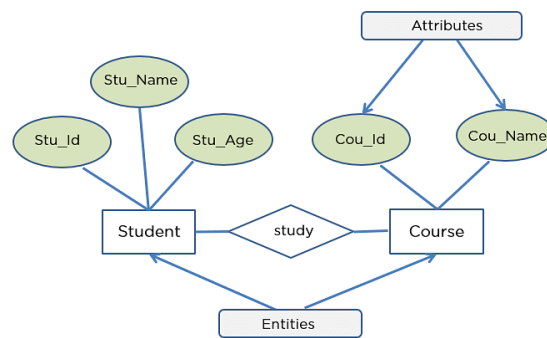 Attributes
Stu_Name
Stu_Id
Stu_Age
Cou_Id
Cou_Name
Student
study
Course
Entities